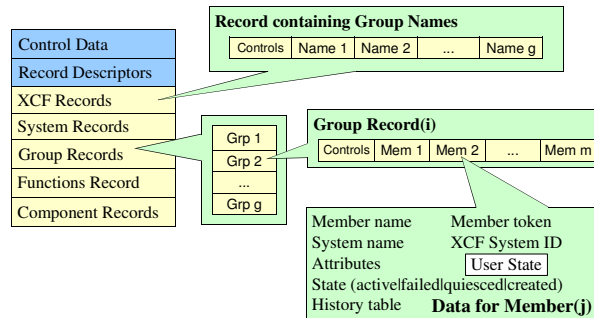 Record containing Group Names
Controls Name 1 Name 2 ... Name g
Control Data
Record Descriptors
XCF Records
System Records
Group Records
Functions Record
Component Records
Grp 1
Grp 2
...
Grp g
Group Record(i)
Controls Mem 1 Mem 2 ... Mem m
Member name Member token
System name XCF System ID
Attributes User State
State (active|failed|quiesced|created)
History table Data for Member(j)